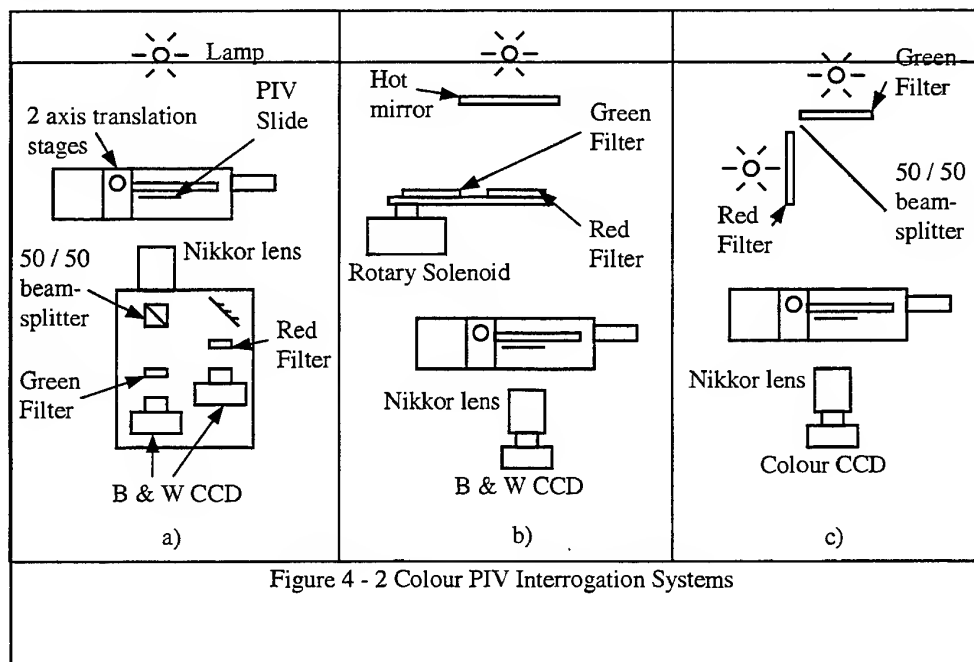 Lamp
PIV
Slide
2 axis translation
stages
50 / 50
beam-
splitter
Nikkor lens
Red
Filter
Green
Filter
B & W CCD
a)
Hot
mirror
Green
Filter
Red
Filter
Rotary Solenoid
Nikkor lens
B & W CCD
b)
Green
Filter
Red
Filter
50 / 50
beam-
splitter
Nikkor lens
Colour CCD
c)
Figure 4 - 2 Colour PIV Interrogation Systems